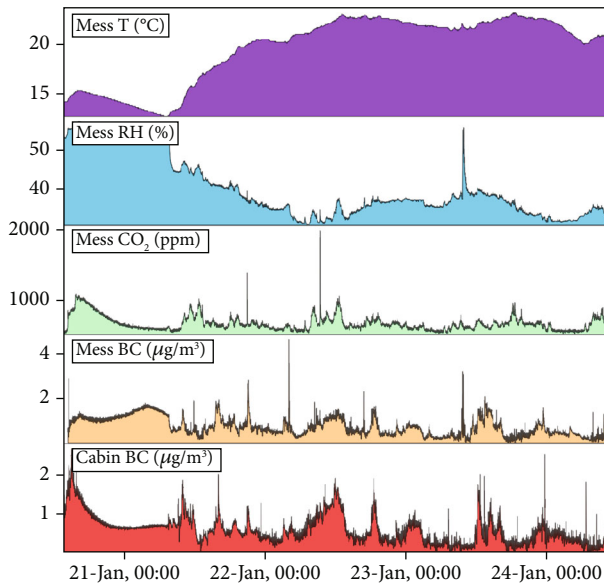 Mess T (°C)
20
15
Mess RH (%)
50
40
2000
Mess CO₂ (ppm)
1000
Mess BC (μg/m³)
4
2
Cabin BC (μg/m³)
2
1
21-Jan, 00:00 22-Jan, 00:00 23-Jan, 00:00 24-Jan, 00:00